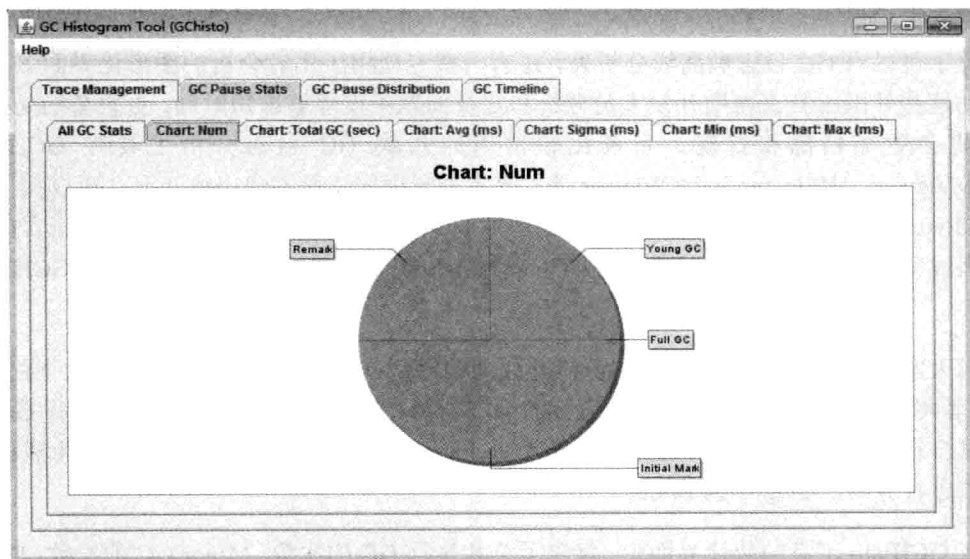 GC Histogram Tool (GChisto)
Help
Trace Management
GC Pause Stats
GC Pause Distribution
GC Timeline
All GC Stats
Chart: Num
Chart: Total GC (sec)
Chart: Avg (ms)
Chart: Sigma (ms)
Chart: Min (ms)
Chart: Max (ms)
Chart: Num
Remark
Young GC
Full GC
Initial Mark